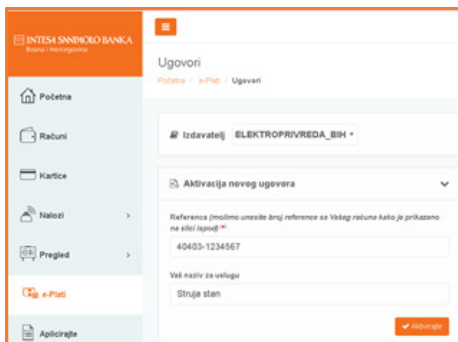 INTESA SANPAOLO BANKA
Bosna i Hercegovina
Početna
Računi
Kartice
Nalozi
Pregled
e-Plati
Aplicirajte
Ugovori
Početna / e-Plati / Ugovori
Izdavatelj ELEKTROPRIVREDA_BIH
Aktivacija novog ugovora
Referenca (molimo unesite broj reference sa Vašeg računa kako je prikazano
na slici ispod) *
40403-1234567
Vaš naziv za uslugu
Struja stan
Aktivirajte